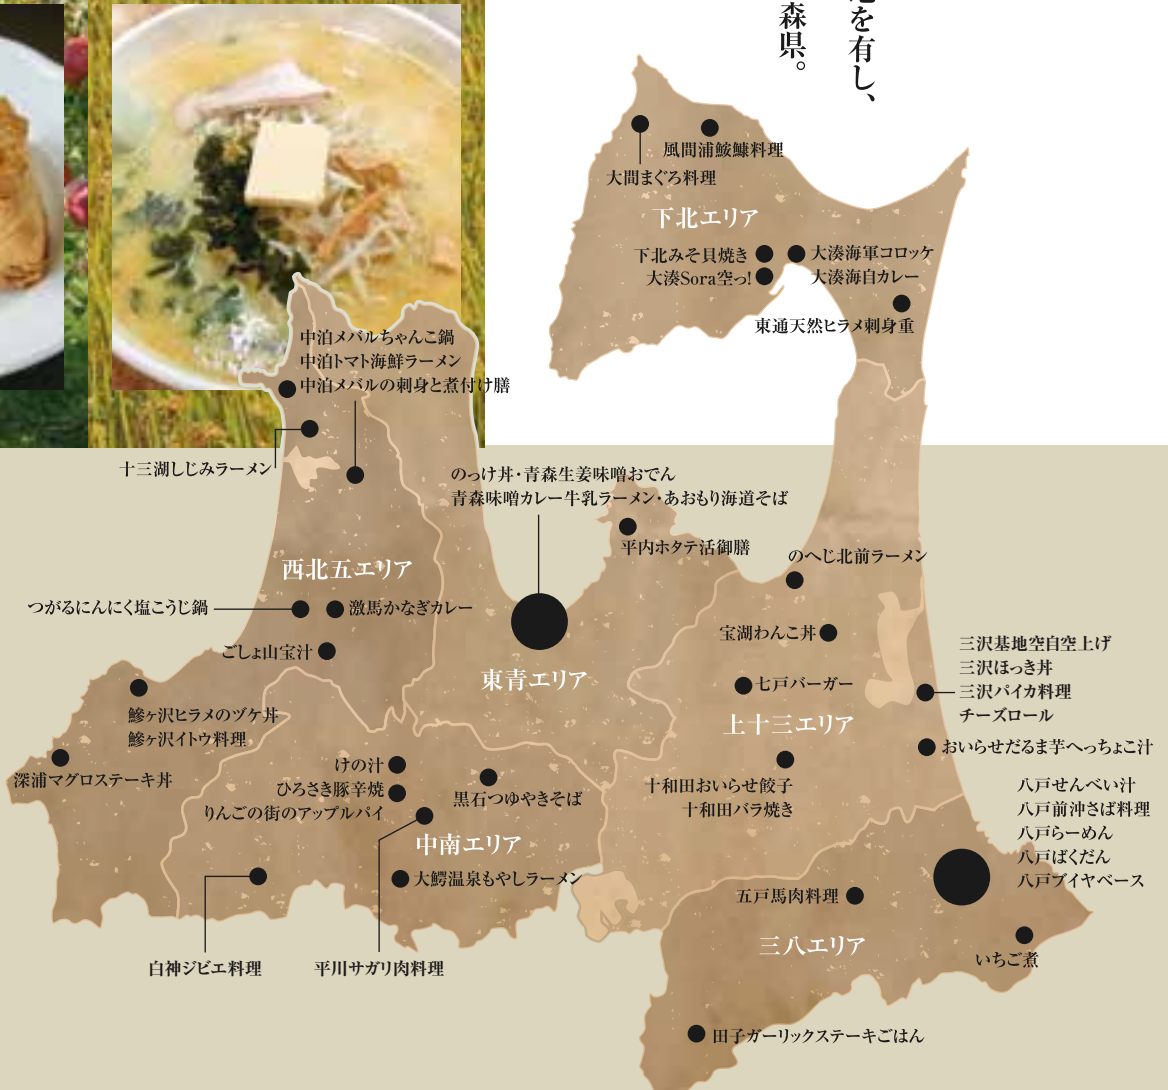 を有し、
森県。
風間浦鮟鱇料理
大間まぐろ料理
下北エリア
下北みそ貝焼き
大湊Sora空っ!
大湊海軍コロッケ
大湊海自カレー
東通天然ヒラメ刺身重
中泊メバルちゃんこ鍋
中泊トマト海鮮ラーメン
中泊メバルの刺身と煮付け膳
十三湖しじみラーメン
のっけ丼・青森生姜味噌おでん
青森味噌カレー牛乳ラーメン・あおもり海道そば
平内ホタテ活御膳
のへじ北前ラーメン
西北五エリア
つがるにんにく塩こうじ鍋
激馬かなぎカレー
ごしょ山宝汁
東青エリア
宝湖わんこ丼
七戸バーガー
上十三エリア
三沢基地空自空上げ
三沢ほっき丼
三沢パイカ料理
チーズロール
おいらせだるま芋へっちょこ汁
鰺ヶ沢ヒラメのヅケ丼
鰺ヶ沢イトウ料理
深浦マグロステーキ丼
けの汁
ひろさき豚辛焼
りんごの街のアップルパイ
黒石つゆやきそば
中南エリア
大鰐温泉もやしラーメン
白神ジビエ料理
平川サガリ肉料理
十和田おいらせ餃子
十和田バラ焼き
八戸せんべい汁
八戸前沖さば料理
八戸らーめん
八戸ばくだん
八戸ブイヤベース
五戸馬肉料理
三八エリア
いちご煮
田子ガーリックステーキごはん